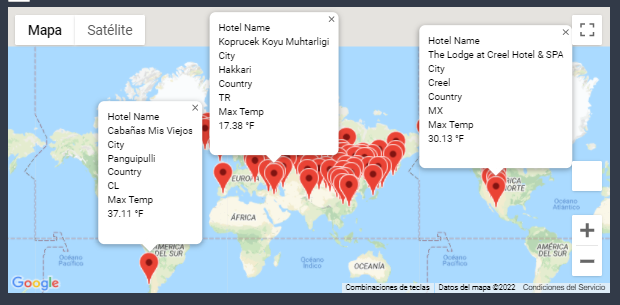 Mapa
Satélite
Hotel Name
Koprucek Koyu Muhtarligi
City
Hakkari
Country
TR
Max Temp
17.38 °F
Hotel Name
The Lodge at Creel Hotel & SPA
City
Creel
Country
MX
Max Temp
30.13 °F
Hotel Name
Cabañas Mis Viejos
City
Panguipulli
Country
CL
Max Temp
37.11 °F
EUROP
ÁFRICA
OCEANÍA
Océano
Índico
Océano
Pacífico
Océano
Pacífico
AMÉRICA
DEL SUR
AMÉRICA
DEL SUR
RICA
NORTE
Google
Combinaciones de teclas
Datos del mapa ©2022
Condiciones del Servicio